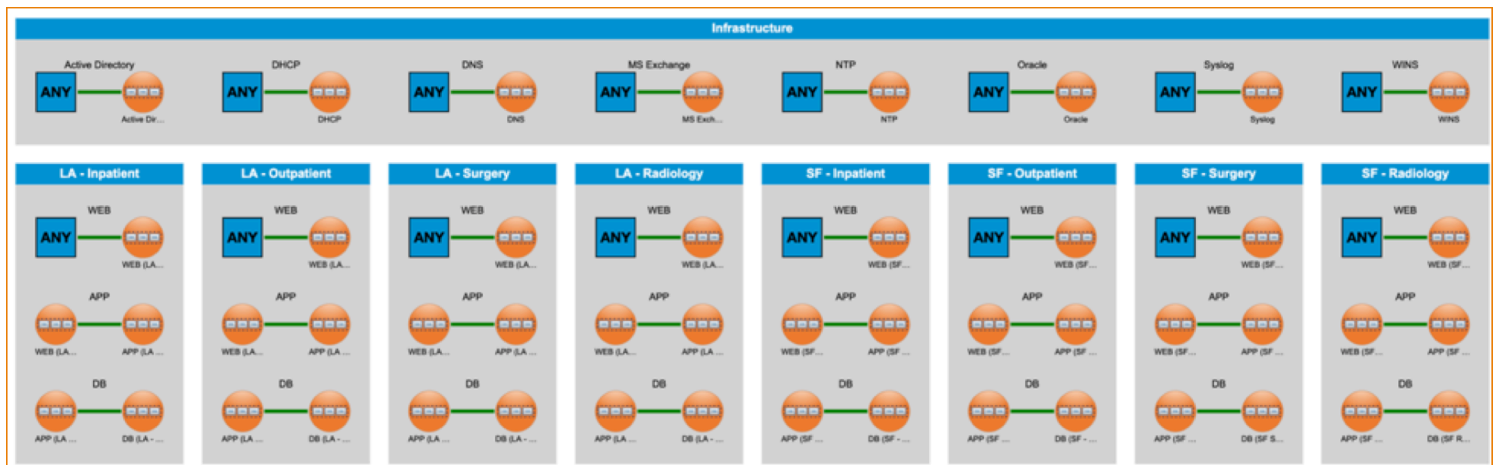 Infrastructure
Active Directory DHCP DNS MS Exchange NTP Oracle Syslog WINS
ANY ANY ANY ANY ANY ANY ANY ANY
Active Dir... DHCP DNS MS Exch... NTP Oracle Syslog WINS
LA - Inpatient LA - Outpatient LA - Surgery LA - Radiology SF - Inpatient SF - Outpatient SF - Surgery SF - Radiology
WEB WEB WEB WEB WEB WEB WEB WEB
ANY ANY ANY ANY ANY ANY ANY ANY
WEB (LA... WEB (LA... WEB (LA... WEB (LA... WEB (SF... WEB (SF... WEB (SF... WEB (SF...
APP APP APP APP APP APP APP APP
WEB (LA... APP (LA ... WEB (LA... APP (LA ... WEB (LA... APP (LA ... WEB (LA... APP (LA ... WEB (SF... APP (SF ... WEB (SF... APP (SF ... WEB (SF... APP (SF ... WEB (SF... APP (SF ...
DB DB DB DB DB DB DB DB
APP (LA ... DB (LA - ... APP (LA ... DB (LA - ... APP (LA ... DB (LA - ... APP (LA ... DB (LA - ... APP (SF ... DB (SF - ... APP (SF ... DB (SF - ... APP (SF ... DB (SF S... APP (SF ... DB (SF R...